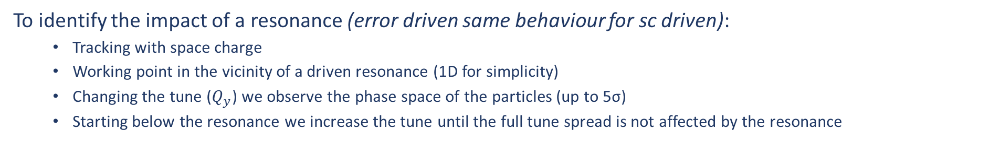 To identify the impact of a resonance (error driven same behaviour for sc driven):
• Tracking with space charge
• Working point in the vicinity of a driven resonance (1D for simplicity)
• Changing the tune (Q_y) we observe the phase space of the particles (up to 5σ)
• Starting below the resonance we increase the tune until the full tune spread is not affected by the resonance